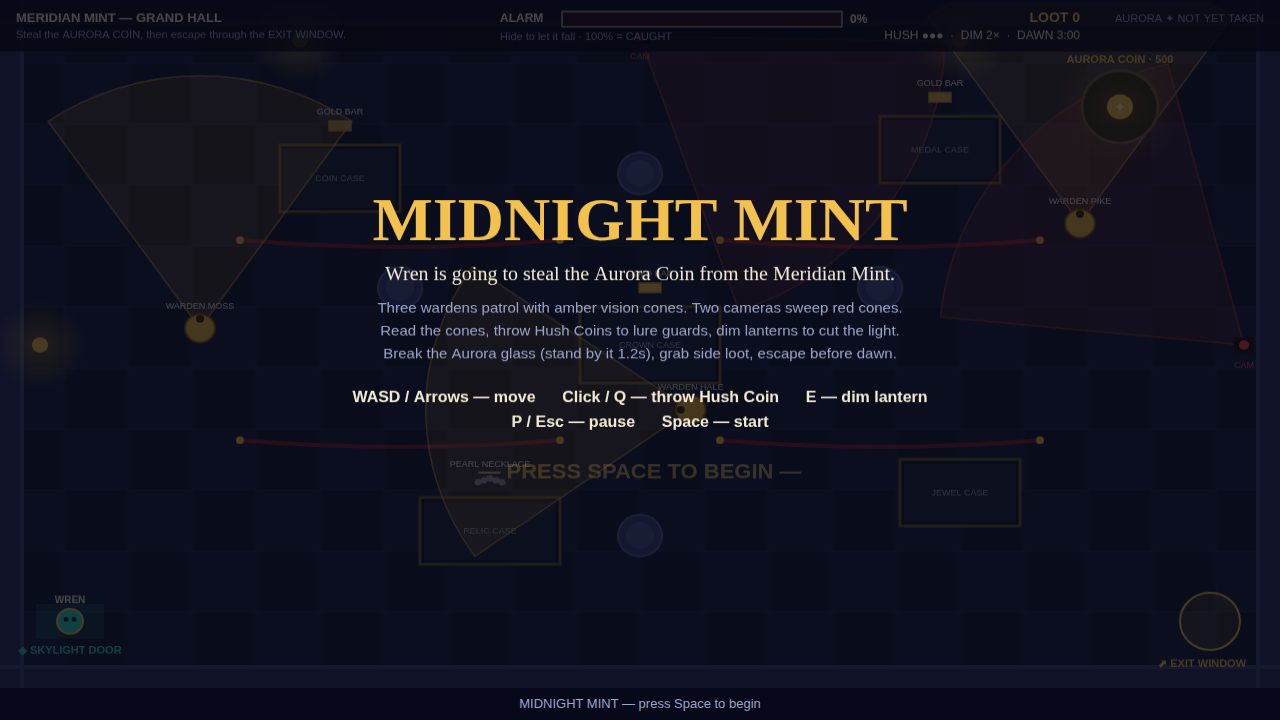 MERIDIAN MINT — GRAND HALL
Steal the AURORA COIN, then escape through the EXIT WINDOW.
ALARM 0%
Hide to let it fall · 100% = CAUGHT
LOOT 0
AURORA ✦ NOT YET TAKEN
HUSH ●●● · DIM 2× · DAWN 3:00
CAM
AURORA COIN · 500
GOLD BAR
GOLD BAR
COIN CASE
MEDAL CASE
WARDEN PIKE
MIDNIGHT MINT
Wren is going to steal the Aurora Coin from the Meridian Mint.
WARDEN MOSS
Three wardens patrol with amber vision cones. Two cameras sweep red cones.
Read the cones, throw Hush Coins to lure guards, dim lanterns to cut the light.
CROWN CASE
Break the Aurora glass (stand by it 1.2s), grab side loot, escape before dawn.
CAM
WARDEN HALE
WASD / Arrows — move Click / Q — throw Hush Coin E — dim lantern
P / Esc — pause Space — start
PEARL NECKLACE
— PRESS SPACE TO BEGIN —
JEWEL CASE
RELIC CASE
WREN
◆ SKYLIGHT DOOR
⬈ EXIT WINDOW
MIDNIGHT MINT — press Space to begin